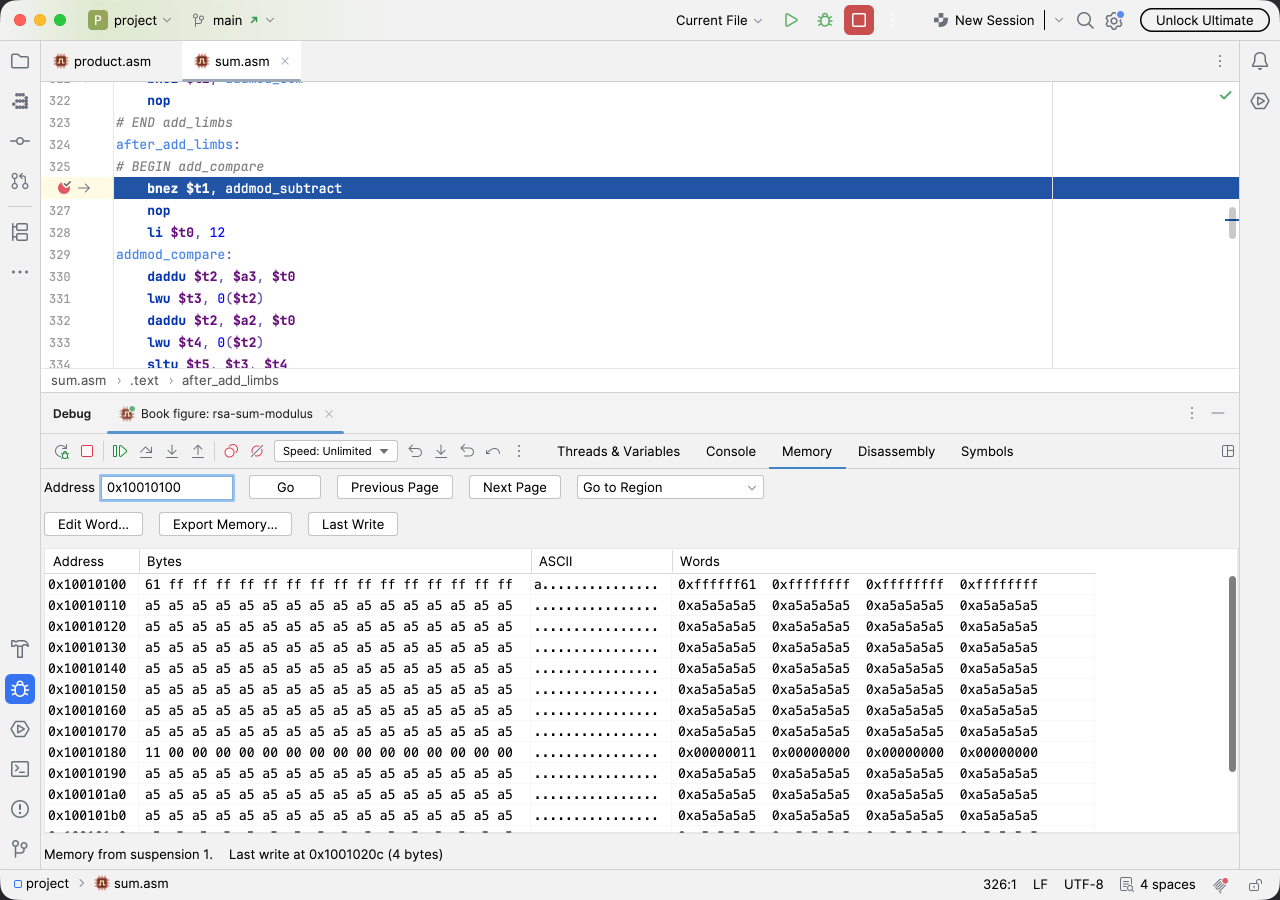 P project main Current File New Session Unlock Ultimate
product.asm sum.asm
322 nop
323 # END add_limbs
324 after_add_limbs:
325 # BEGIN add_compare
bnez $t1, addmod_subtract
327 nop
328 li $t0, 12
329 addmod_compare:
330 daddu $t2, $a3, $t0
331 lwu $t3, 0($t2)
332 daddu $t2, $a2, $t0
333 lwu $t4, 0($t2)
334 sltu $t5, $t3, $t4
sum.asm › .text › after_add_limbs
Debug Book figure: rsa-sum-modulus
Speed: Unlimited Threads & Variables Console Memory Disassembly Symbols
Address 0x10010100 Go Previous Page Next Page Go to Region
Edit Word... Export Memory... Last Write
Address Bytes ASCII Words
0x10010100 61 ff ff ff ff ff ff ff ff ff ff ff ff ff ff ff a............... 0xffffff61 0xffffffff 0xffffffff 0xffffffff
0x10010110 a5 a5 a5 a5 a5 a5 a5 a5 a5 a5 a5 a5 a5 a5 a5 a5 ................ 0xa5a5a5a5 0xa5a5a5a5 0xa5a5a5a5 0xa5a5a5a5
0x10010120 a5 a5 a5 a5 a5 a5 a5 a5 a5 a5 a5 a5 a5 a5 a5 a5 ................ 0xa5a5a5a5 0xa5a5a5a5 0xa5a5a5a5 0xa5a5a5a5
0x10010130 a5 a5 a5 a5 a5 a5 a5 a5 a5 a5 a5 a5 a5 a5 a5 a5 ................ 0xa5a5a5a5 0xa5a5a5a5 0xa5a5a5a5 0xa5a5a5a5
0x10010140 a5 a5 a5 a5 a5 a5 a5 a5 a5 a5 a5 a5 a5 a5 a5 a5 ................ 0xa5a5a5a5 0xa5a5a5a5 0xa5a5a5a5 0xa5a5a5a5
0x10010150 a5 a5 a5 a5 a5 a5 a5 a5 a5 a5 a5 a5 a5 a5 a5 a5 ................ 0xa5a5a5a5 0xa5a5a5a5 0xa5a5a5a5 0xa5a5a5a5
0x10010160 a5 a5 a5 a5 a5 a5 a5 a5 a5 a5 a5 a5 a5 a5 a5 a5 ................ 0xa5a5a5a5 0xa5a5a5a5 0xa5a5a5a5 0xa5a5a5a5
0x10010170 a5 a5 a5 a5 a5 a5 a5 a5 a5 a5 a5 a5 a5 a5 a5 a5 ................ 0xa5a5a5a5 0xa5a5a5a5 0xa5a5a5a5 0xa5a5a5a5
0x10010180 11 00 00 00 00 00 00 00 00 00 00 00 00 00 00 00 ................ 0x00000011 0x00000000 0x00000000 0x00000000
0x10010190 a5 a5 a5 a5 a5 a5 a5 a5 a5 a5 a5 a5 a5 a5 a5 a5 ................ 0xa5a5a5a5 0xa5a5a5a5 0xa5a5a5a5 0xa5a5a5a5
0x100101a0 a5 a5 a5 a5 a5 a5 a5 a5 a5 a5 a5 a5 a5 a5 a5 a5 ................ 0xa5a5a5a5 0xa5a5a5a5 0xa5a5a5a5 0xa5a5a5a5
0x100101b0 a5 a5 a5 a5 a5 a5 a5 a5 a5 a5 a5 a5 a5 a5 a5 a5 ................ 0xa5a5a5a5 0xa5a5a5a5 0xa5a5a5a5 0xa5a5a5a5
Memory from suspension 1. Last write at 0x1001020c (4 bytes)
project › sum.asm 326:1 LF UTF-8 4 spaces